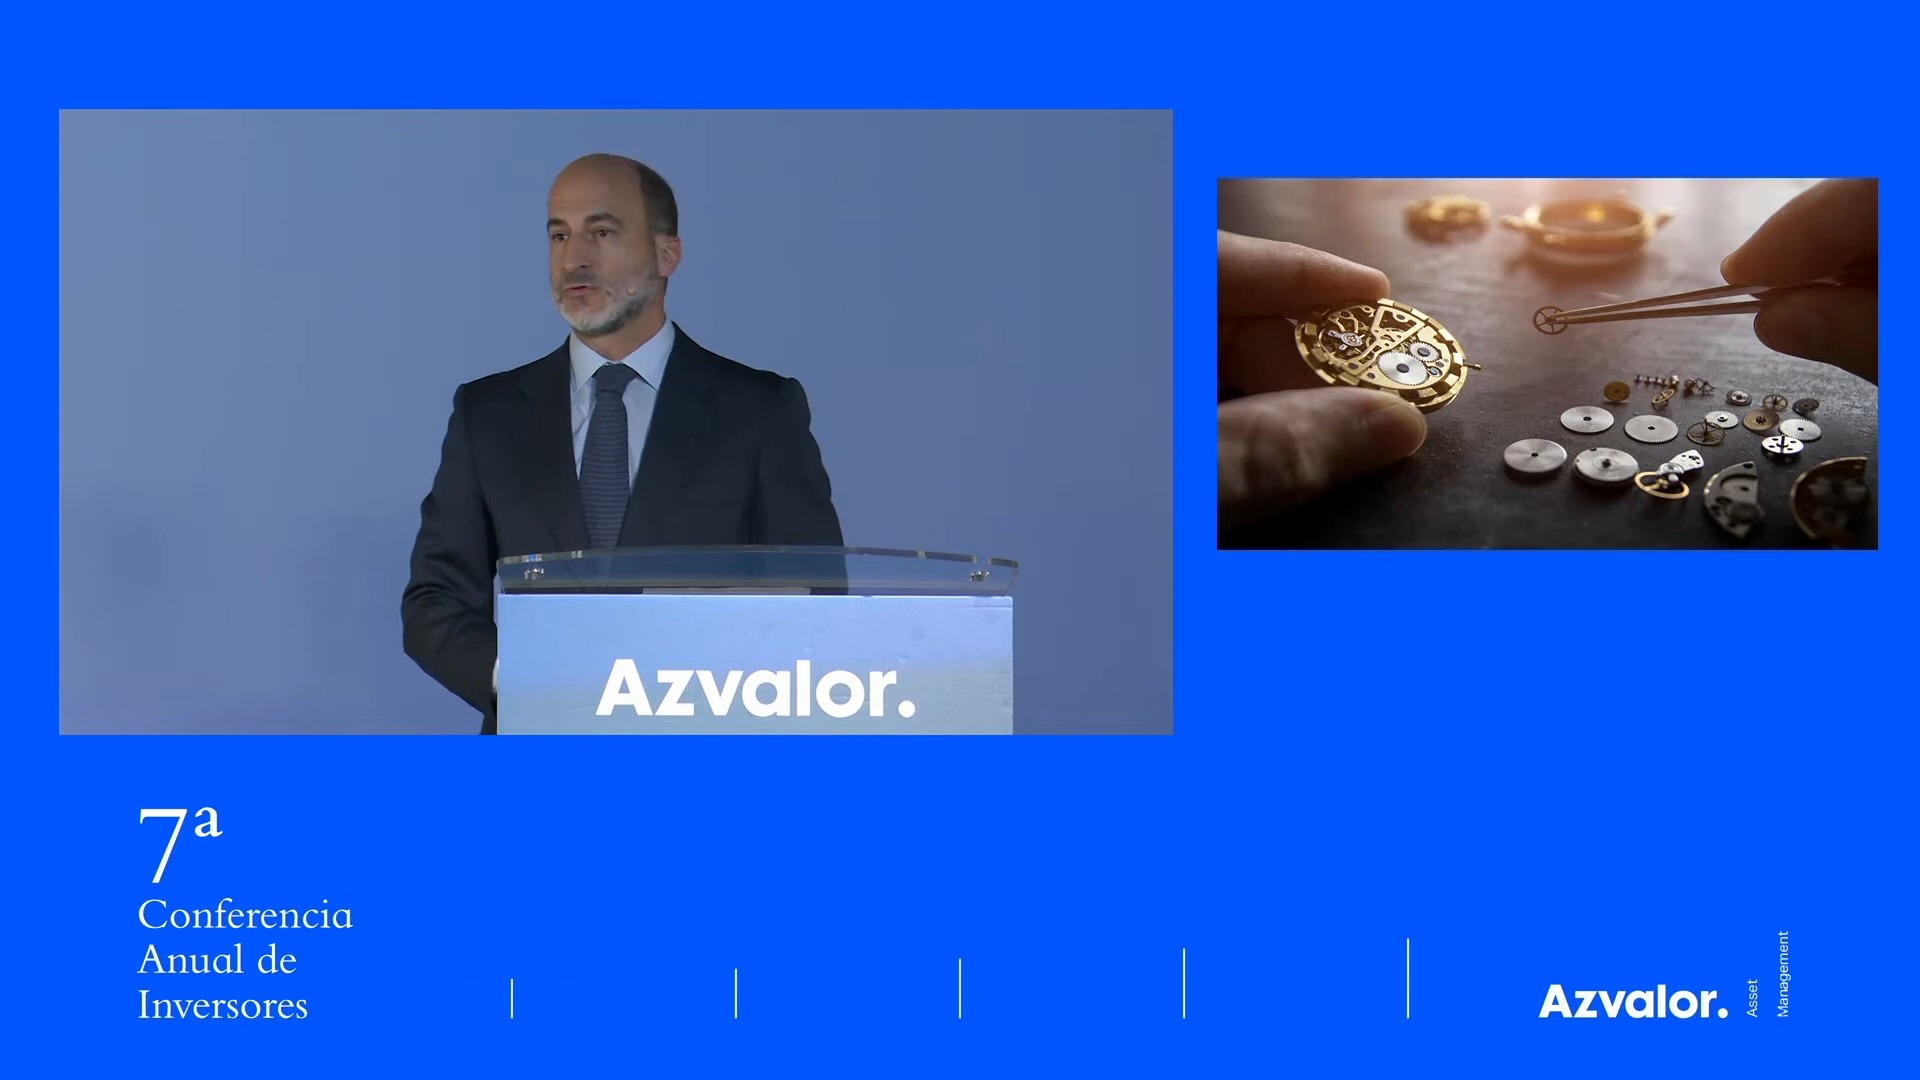 Azvalor.
7ª
Conferencia
Anual de
Inversores
Azvalor.
Asset
Management